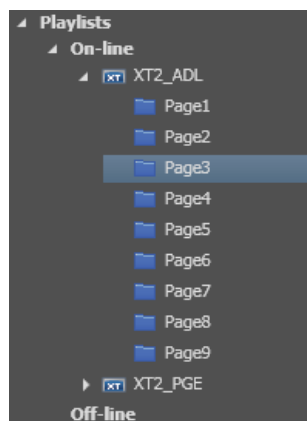 Playlists
On-line
XT XT2_ADL
Page1
Page2
Page3
Page4
Page5
Page6
Page7
Page8
Page9
XT XT2_PGE
Off-line